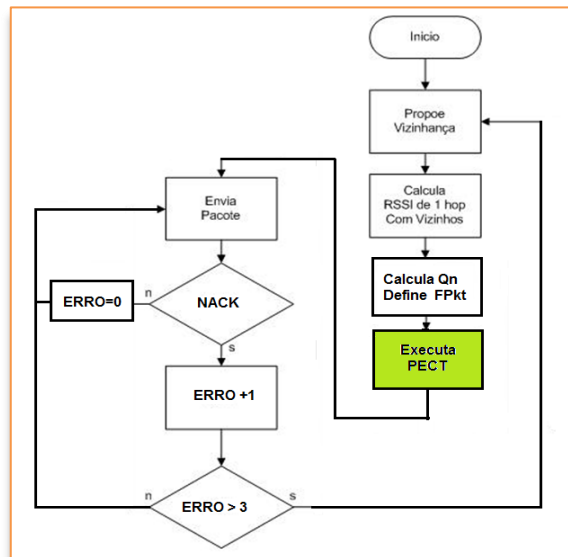 Inicio
Propoe
Vizinhança
Calcula
RSSI de 1 hop
Com Vizinhos
Calcula Qn
Define FPkt
Executa
PECT
Envia
Pacote
NACK
n
s
ERRO=0
ERRO +1
ERRO > 3
n
s